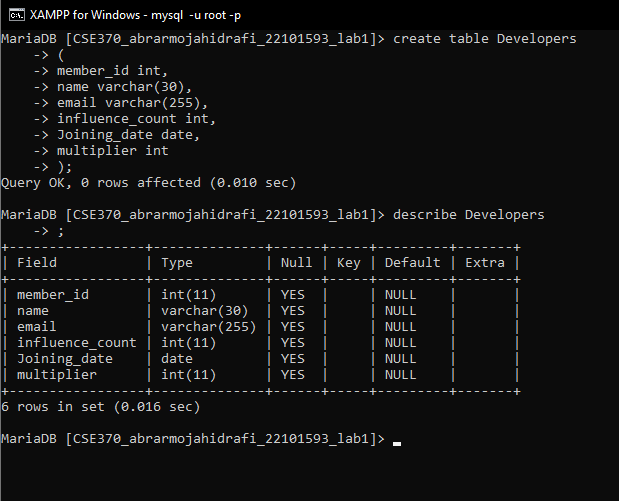 XAMPP for Windows - mysql  -u root -p
MariaDB [CSE370_abrarmojahidrafi_22101593_lab1]> create table Developers
    -> (
    -> member_id int,
    -> name varchar(30),
    -> email varchar(255),
    -> influence_count int,
    -> Joining_date date,
    -> multiplier int
    -> );
Query OK, 0 rows affected (0.010 sec)
MariaDB [CSE370_abrarmojahidrafi_22101593_lab1]> describe Developers
    -> ;
+-----------------+--------------+------+-----+---------+-------+
| Field           | Type         | Null | Key | Default | Extra |
+-----------------+--------------+------+-----+---------+-------+
| member_id       | int(11)      | YES  |     | NULL    |       |
| name            | varchar(30)  | YES  |     | NULL    |       |
| email           | varchar(255) | YES  |     | NULL    |       |
| influence_count | int(11)      | YES  |     | NULL    |       |
| Joining_date    | date         | YES  |     | NULL    |       |
| multiplier      | int(11)      | YES  |     | NULL    |       |
+-----------------+--------------+------+-----+---------+-------+
6 rows in set (0.016 sec)
MariaDB [CSE370_abrarmojahidrafi_22101593_lab1]> _